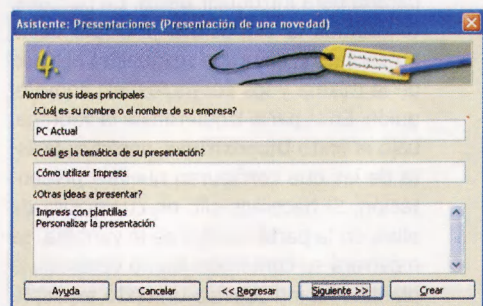 Asistente: Presentaciones (Presentación de una novedad)
4.
Nombre sus ideas principales
¿Cuál es su nombre o el nombre de su empresa?
PC Actual
¿Cuál es la temática de su presentación?
Cómo utilizar Impress
¿Otras ideas a presentar?
Impress con plantillas
Personalizar la presentación
Ayuda Cancelar << Regresar Siguiente >> Crear